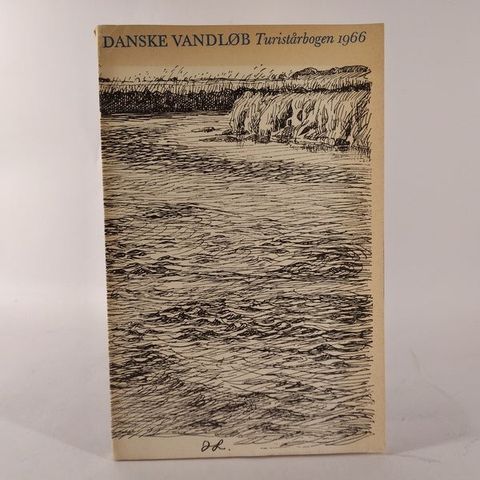 DANSKE VANDLØB Turistårbogen 1966